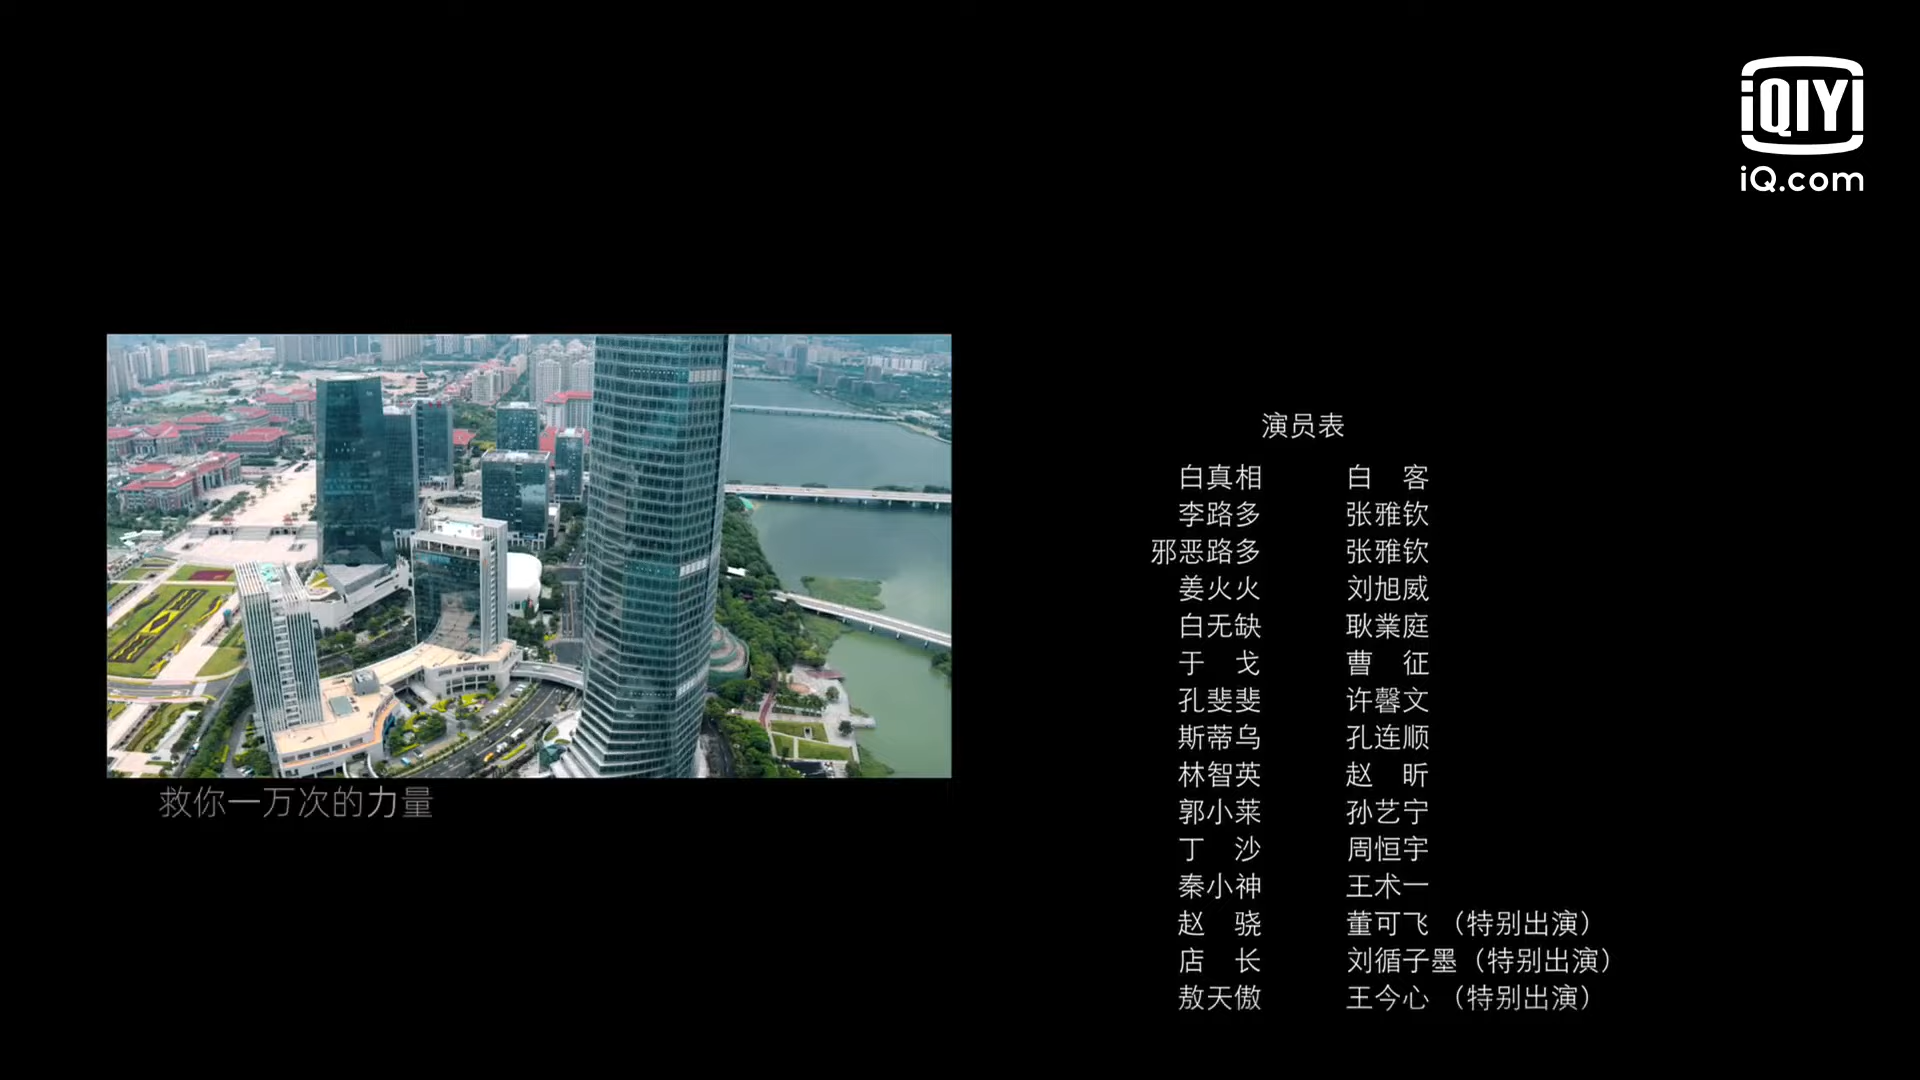 iQIYI
iQ.com
演员表
白真相 白 客
李路多 张雅钦
邪恶路多 张雅钦
姜火火 刘旭威
白无缺 耿業庭
于 戈 曹 征
孔斐斐 许馨文
斯蒂乌 孔连顺
林智英 赵 昕
郭小莱 孙艺宁
丁 沙 周恒宇
秦小神 王术一
赵 骁 董可飞 （特别出演）
店 长 刘循子墨（特别出演）
敖天傲 王今心 （特别出演）
救你一万次的力量